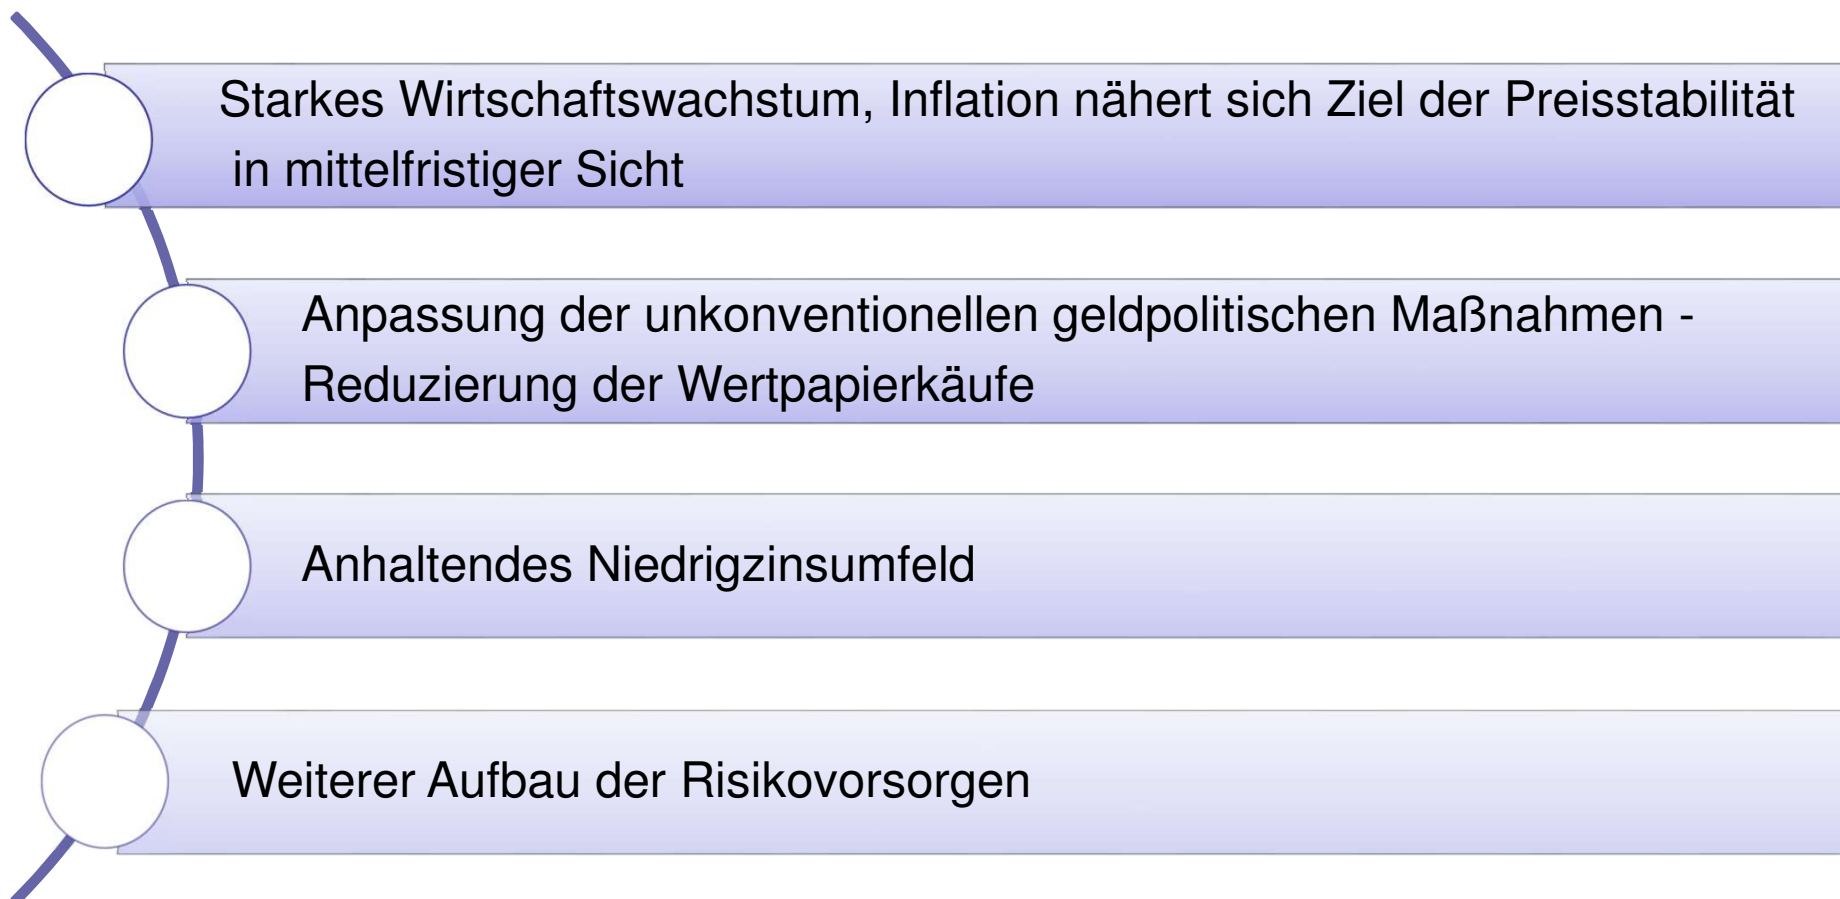 Starkes Wirtschaftswachstum, Inflation nähert sich Ziel der Preisstabilität
in mittelfristiger Sicht
Anpassung der unkonventionellen geldpolitischen Maßnahmen -
Reduzierung der Wertpapierkäufe
Anhaltendes Niedrigzinsumfeld
Weiterer Aufbau der Risikovorsorgen